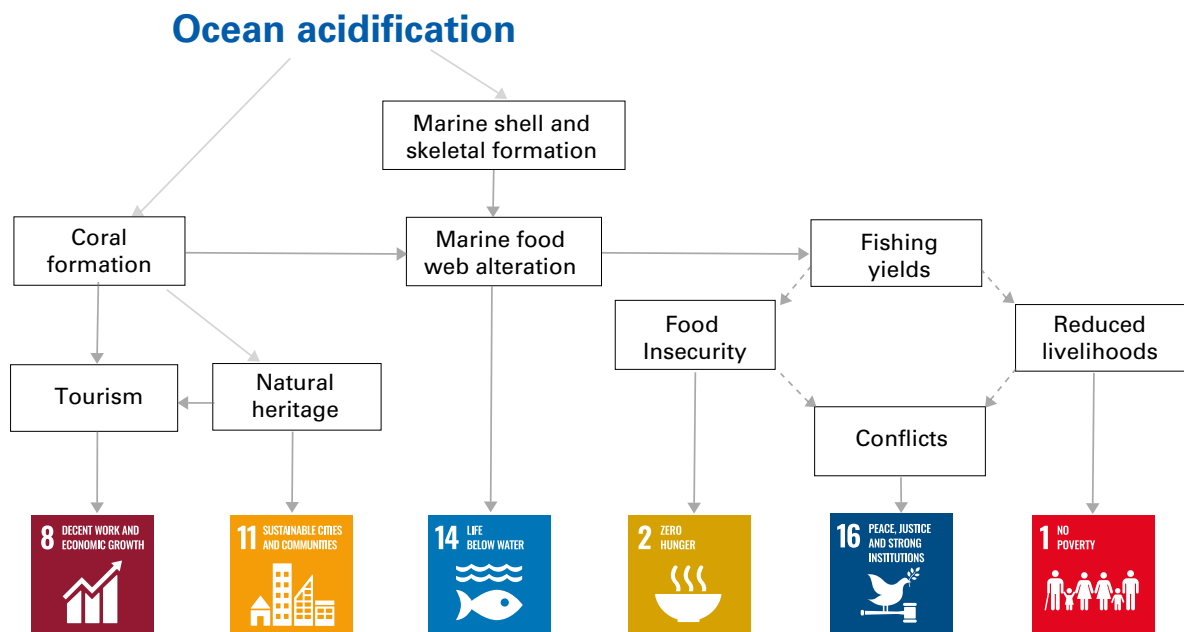 Ocean acidification
Marine shell and
skeletal formation
Coral
formation
Marine food
web alteration
Fishing
yields
Food
Insecurity
Reduced
livelihoods
Tourism
Natural
heritage
Conflicts
8 DECENT WORK AND
ECONOMIC GROWTH
11 SUSTAINABLE CITIES
AND COMMUNITIES
14 LIFE
BELOW WATER
2 ZERO
HUNGER
16 PEACE, JUSTICE
AND STRONG
INSTITUTIONS
1 NO
POVERTY